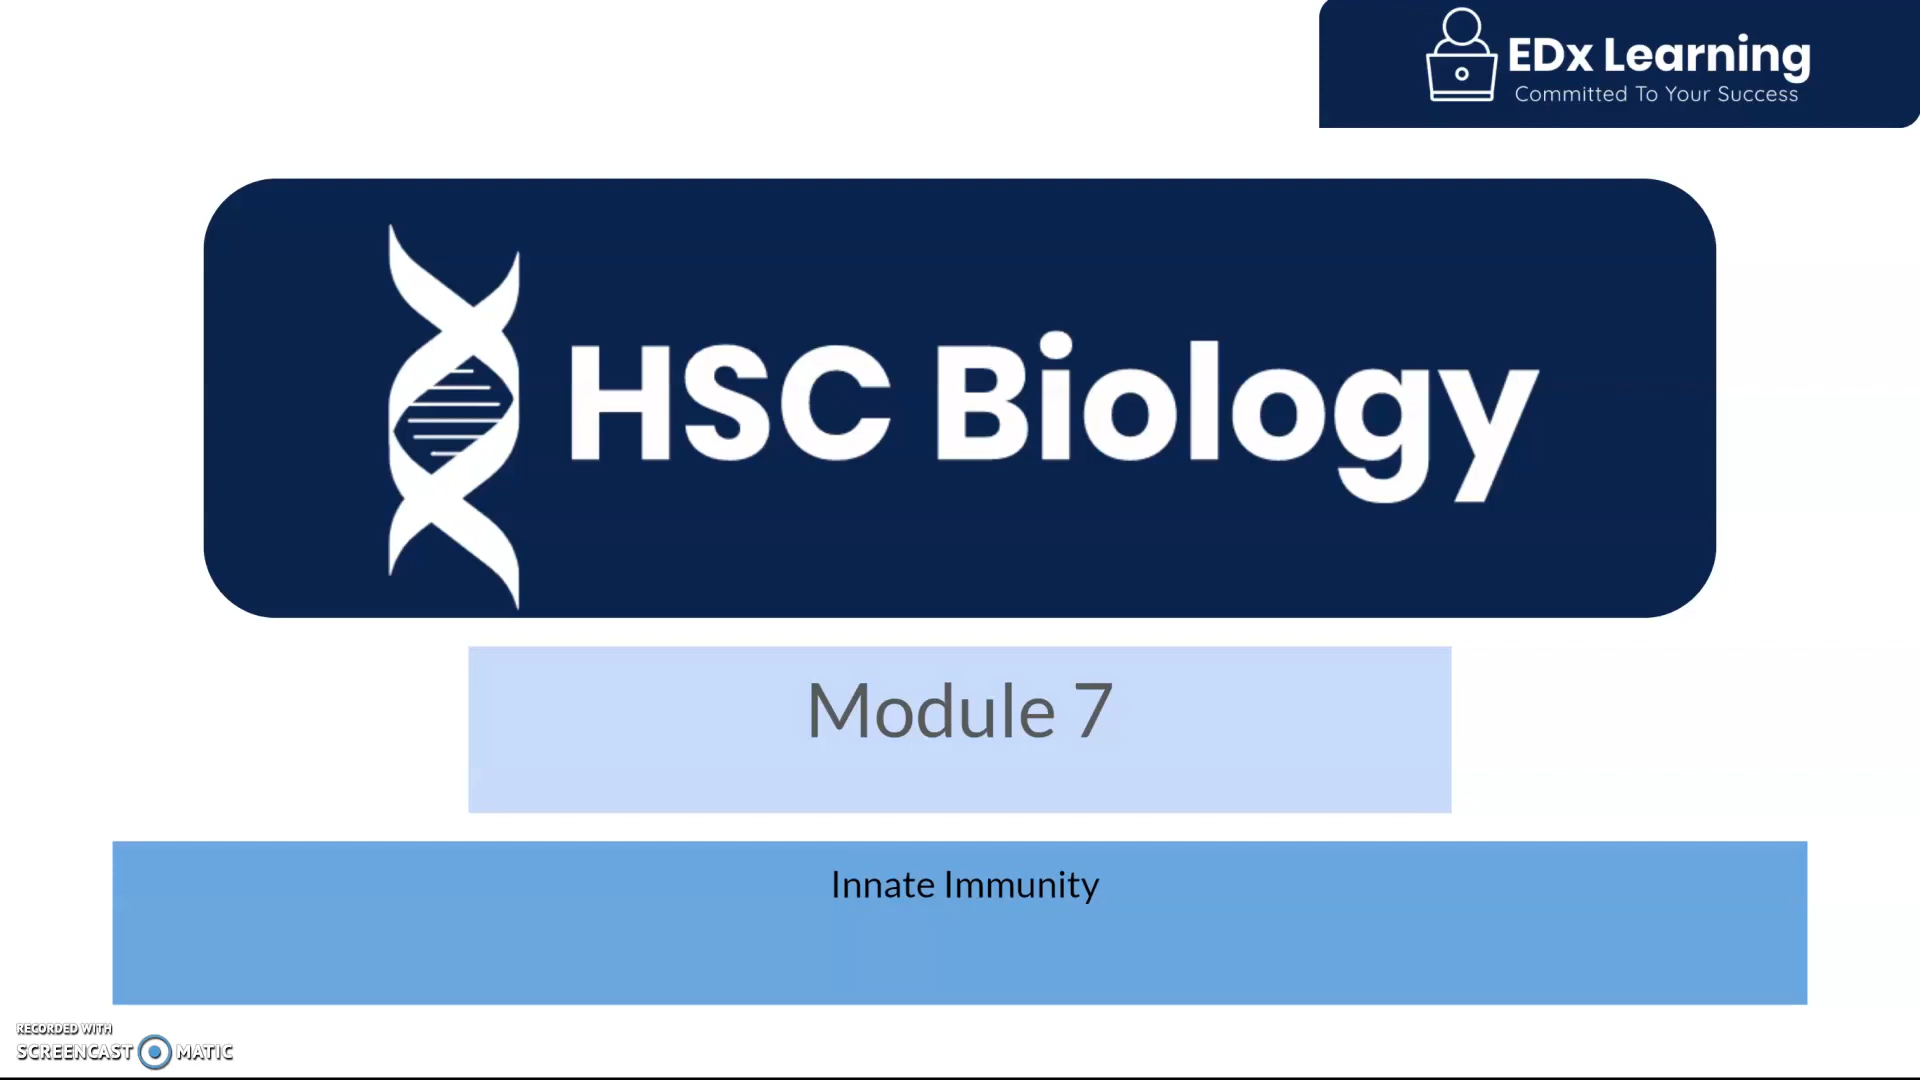 EDx Learning
Committed To Your Success
HSC Biology
Module 7
Innate Immunity
RECORDED WITH
SCREENCAST MATIC